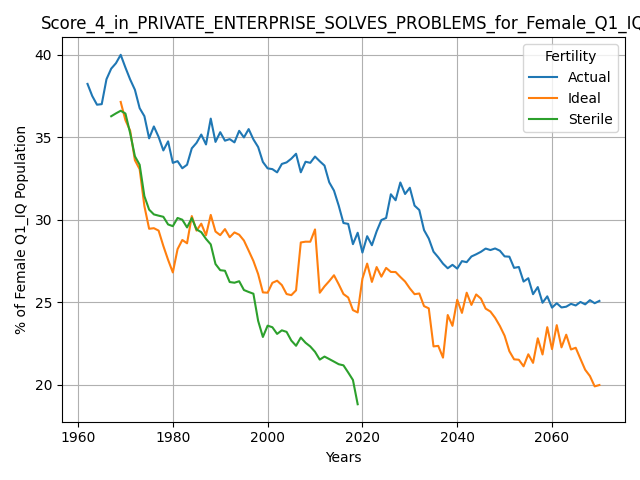 Score_4_in_PRIVATE_ENTERPRISE_SOLVES_PROBLEMS_for_Female_Q1_IQ
Fertility
Actual
Ideal
Sterile
% of Female Q1_IQ Population
40
35
30
25
20
1960
1980
2000
2020
2040
2060
Years